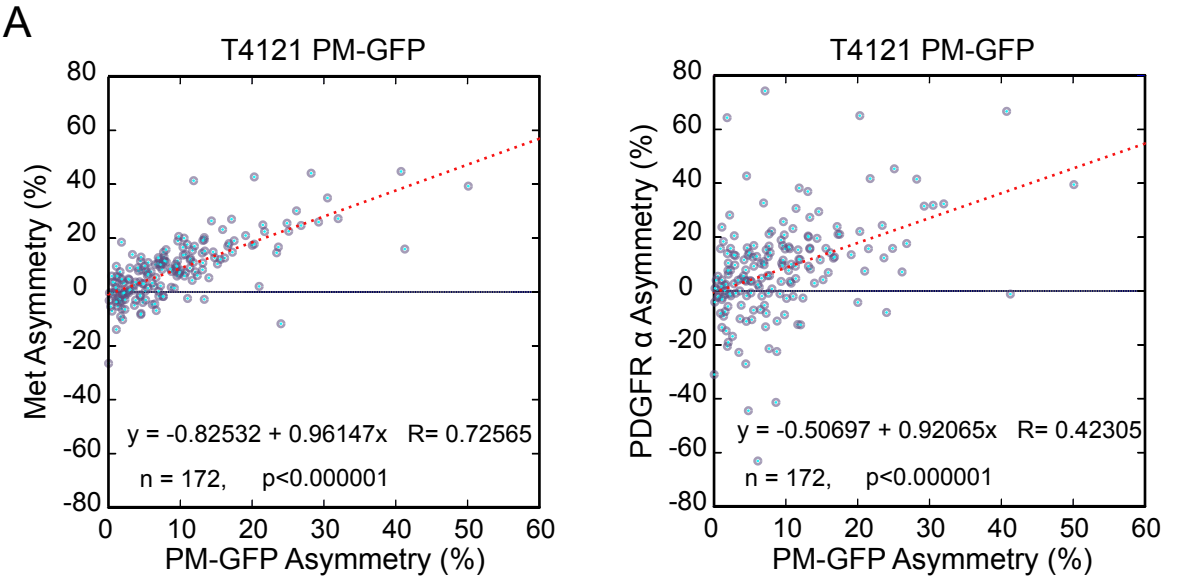 A
T4121 PM-GFP
80
60
40
20
0
-20
-40
-60
-80
Met Asymmetry (%)
y = -0.82532 + 0.96147x R= 0.72565
n = 172, p<0.000001
0 10 20 30 40 50 60
PM-GFP Asymmetry (%)
T4121 PM-GFP
80
60
40
20
0
-20
-40
-60
-80
PDGFR α Asymmetry (%)
y = -0.50697 + 0.92065x R= 0.42305
n = 172, p<0.000001
0 10 20 30 40 50 60
PM-GFP Asymmetry (%)